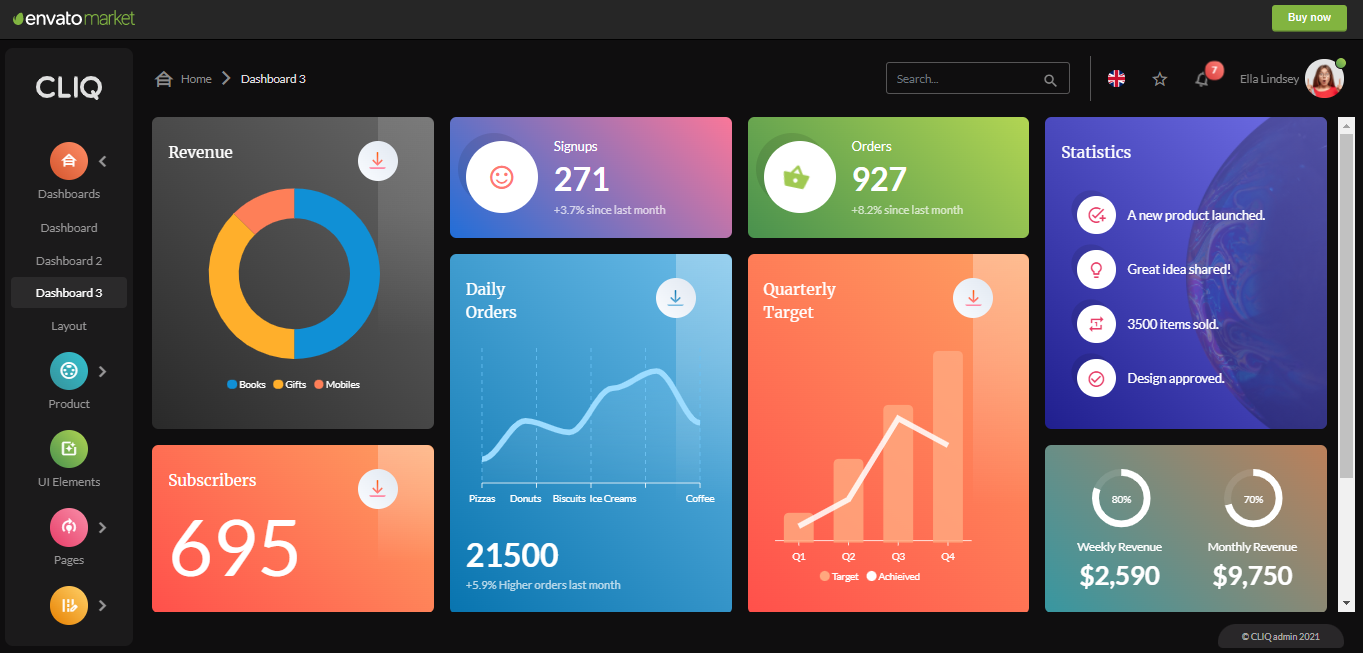 envato market
Buy now
CLIQ
Home
Dashboard 3
Search...
7
Ella Lindsey
Dashboards
Dashboard
Dashboard 2
Dashboard 3
Layout
Product
UI Elements
Pages
Revenue
Books Gifts Mobiles
Subscribers
695
Signups
271
+3.7% since last month
Daily
Orders
Pizzas Donuts Biscuits Ice Creams Coffee
21500
+5.9% Higher orders last month
Orders
927
+8.2% since last month
Quarterly
Target
Q1 Q2 Q3 Q4
Target Achieived
Statistics
A new product launched.
Great idea shared!
3500 items sold.
Design approved.
80% 70%
Weekly Revenue Monthly Revenue
$2,590 $9,750
© CLIQ admin 2021